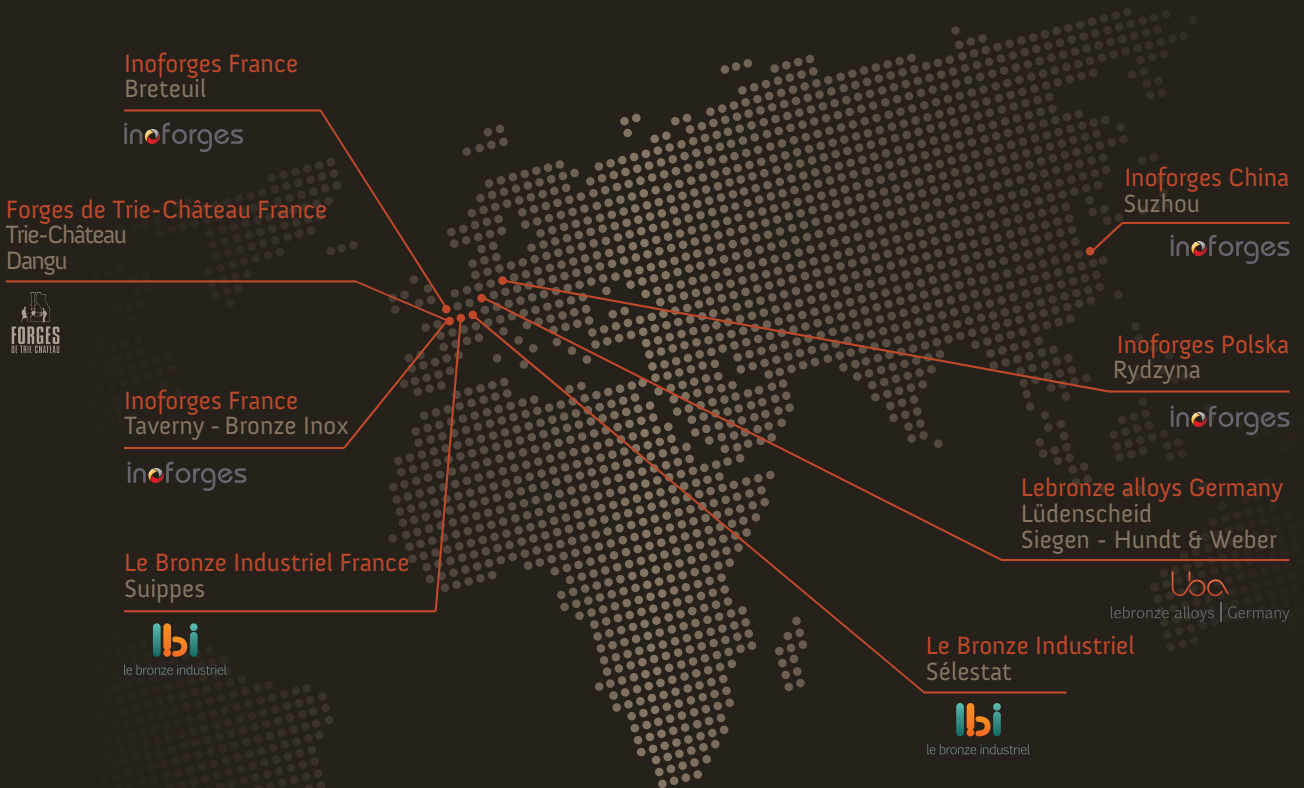 Inoforges France
Breteuil
inoforges
Forges de Trie-Château France
Trie-Château
Dangu
FORGES
DE TRIE CHATEAU
Inoforges France
Taverny - Bronze Inox
inoforges
Le Bronze Industriel France
Suippes
lbi
le bronze industriel
Inoforges China
Suzhou
inoforges
Inoforges Polska
Rydzyna
inoforges
Lebronze alloys Germany
Lüdenscheid
Siegen - Hundt & Weber
lba
lebronze alloys | Germany
Le Bronze Industriel
Sélestat
lbi
le bronze industriel